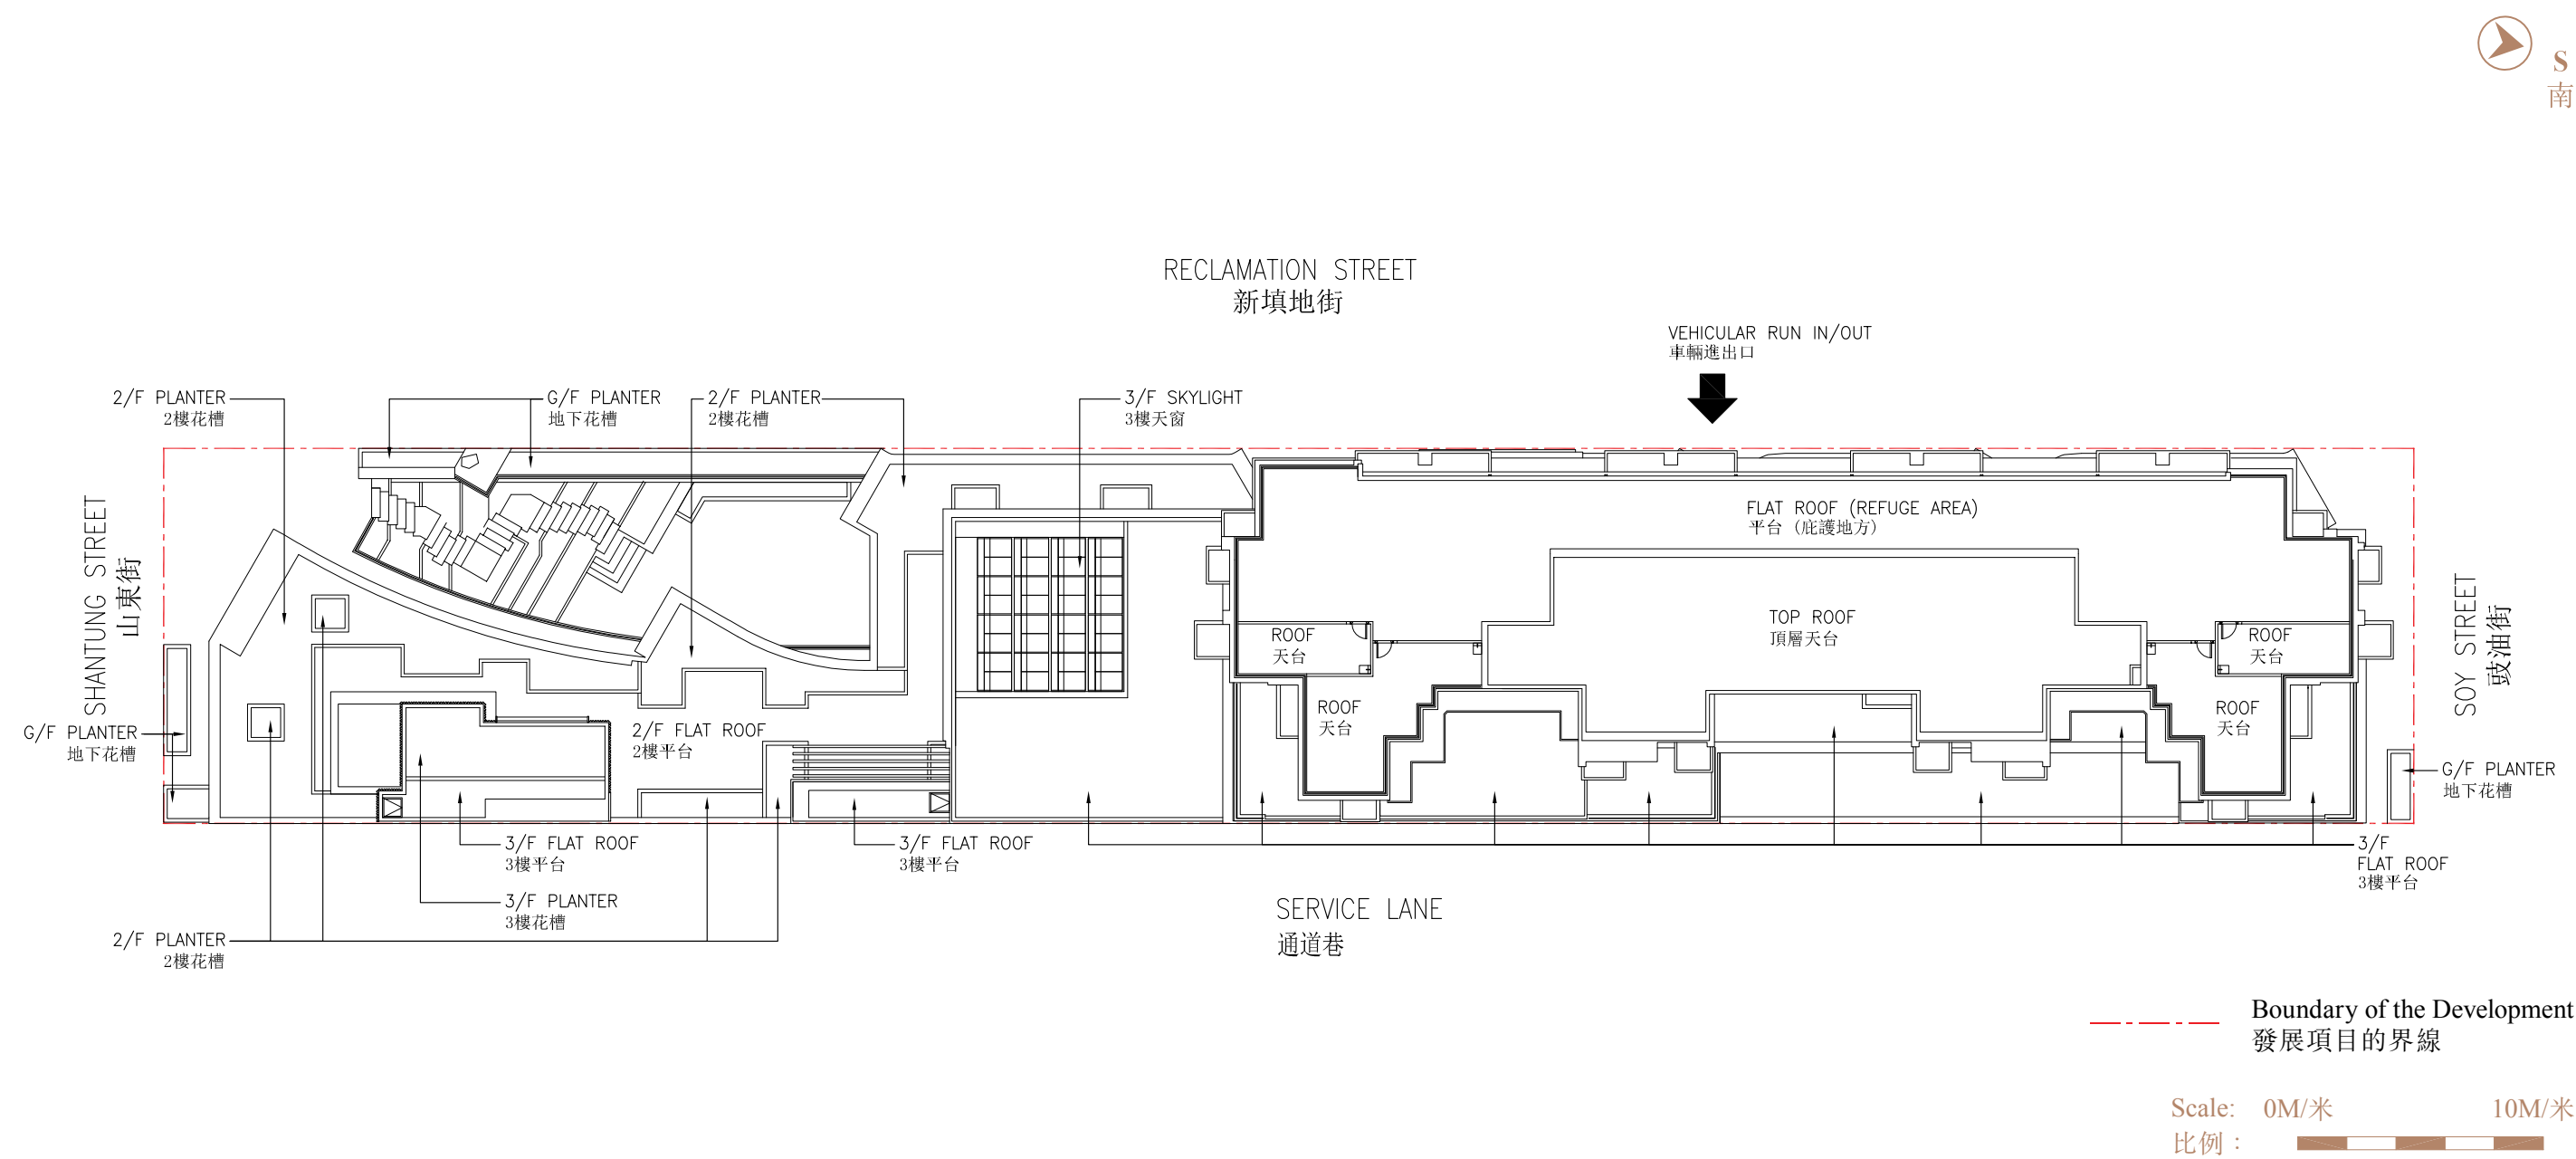 S
南
RECLAMATION STREET
新填地街
VEHICULAR RUN IN/OUT
車輛進出口
2/F PLANTER
2樓花槽
G/F PLANTER
地下花槽
2/F PLANTER
2樓花槽
3/F SKYLIGHT
3樓天窗
SHANTUNG STREET
山東街
FLAT ROOF (REFUGE AREA)
平台 (庇護地方)
TOP ROOF
頂層天台
ROOF
天台
ROOF
天台
ROOF
天台
ROOF
天台
SOY STREET
豉油街
G/F PLANTER
地下花槽
2/F FLAT ROOF
2樓平台
G/F PLANTER
地下花槽
3/F FLAT ROOF
3樓平台
3/F FLAT ROOF
3樓平台
3/F
FLAT ROOF
3樓平台
3/F PLANTER
3樓花槽
2/F PLANTER
2樓花槽
SERVICE LANE
通道巷
Boundary of the Development
發展項目的界線
Scale: 0M/米 10M/米
比例：